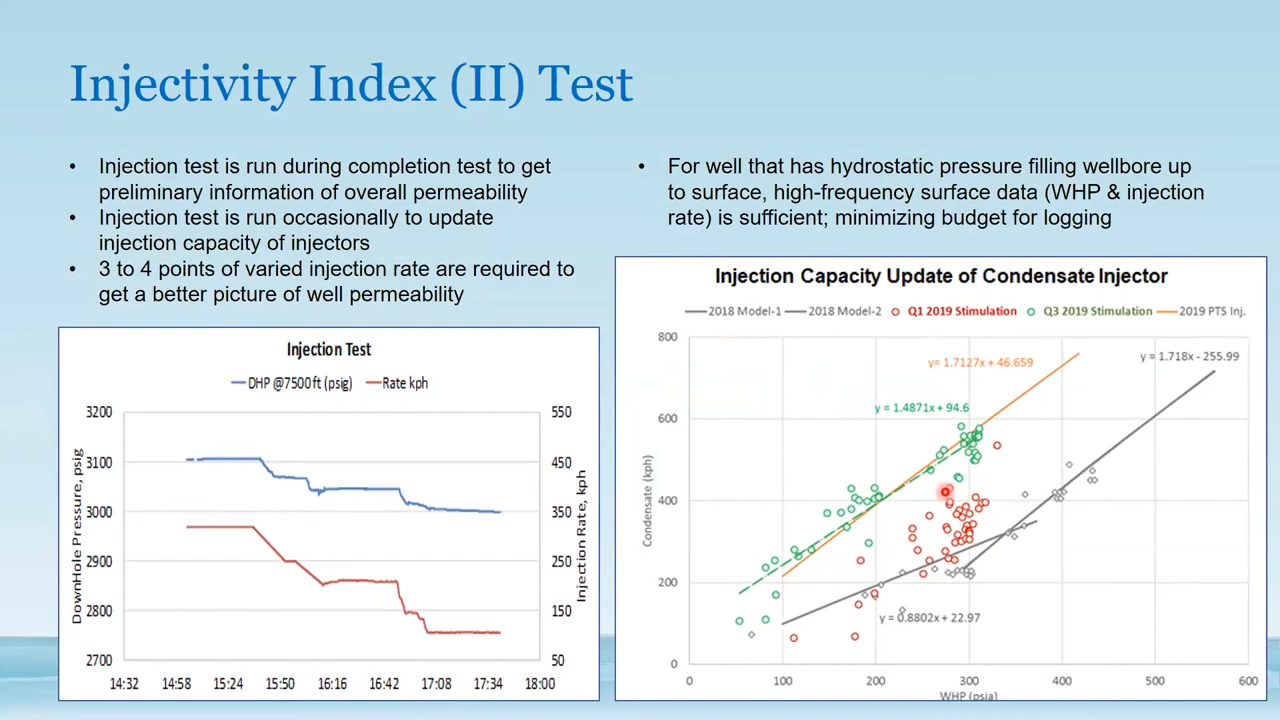 Injectivity Index (II) Test
• Injection test is run during completion test to get
preliminary information of overall permeability
• Injection test is run occasionally to update
injection capacity of injectors
• 3 to 4 points of varied injection rate are required to
get a better picture of well permeability
• For well that has hydrostatic pressure filling wellbore up
to surface, high-frequency surface data (WHP & injection
rate) is sufficient; minimizing budget for logging
Injection Test
DHP @7500 ft (psig) Rate kph
DownHole Pressure, psig
3200
3100
3000
2900
2800
2700
550
450
350
250
150
50
Injection Rate, kph
14:32 14:58 15:24 15:50 16:16 16:42 17:08 17:34 18:00
Injection Capacity Update of Condensate Injector
2018 Model-1 2018 Model-2 Q1 2019 Stimulation Q3 2019 Stimulation 2019 PTS Inj.
Condensate (kph)
800
600
400
200
0
y = 1.7127x + 46.659
y = 1.718x - 255.99
y = 1.4871x + 94.6
y = 0.8802x + 22.97
0 100 200 300 400 500 600
WHP (psia)